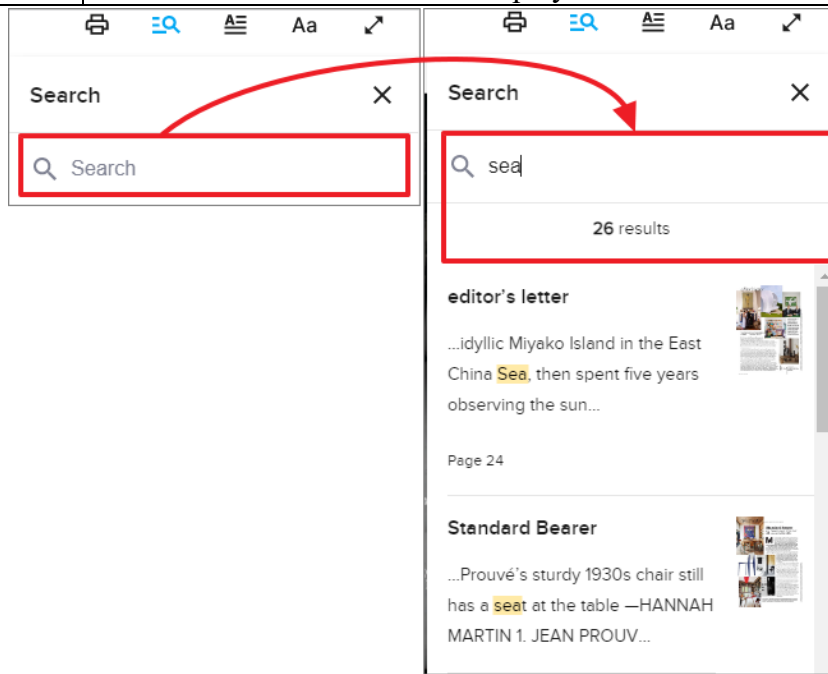 Aa
Search
Search
Aa
Search
sea
26 results
editor's letter
...idyllic Miyako Island in the East
China Sea, then spent five years
observing the sun...
Page 24
Standard Bearer
...Prouvé's sturdy 1930s chair still
has a seat at the table —HANNAH
MARTIN 1. JEAN PROUV...